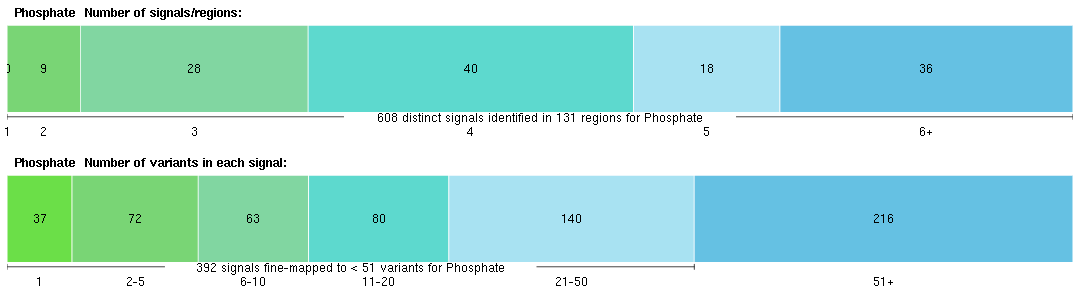 Phosphate Number of signals/regions:
0 9 28 40 18 36
608 distinct signals identified in 131 regions for Phosphate
1 2 3 4 5 6+
Phosphate Number of variants in each signal:
37 72 63 80 140 216
392 signals fine-mapped to < 51 variants for Phosphate
1 2-5 6-10 11-20 21-50 51+